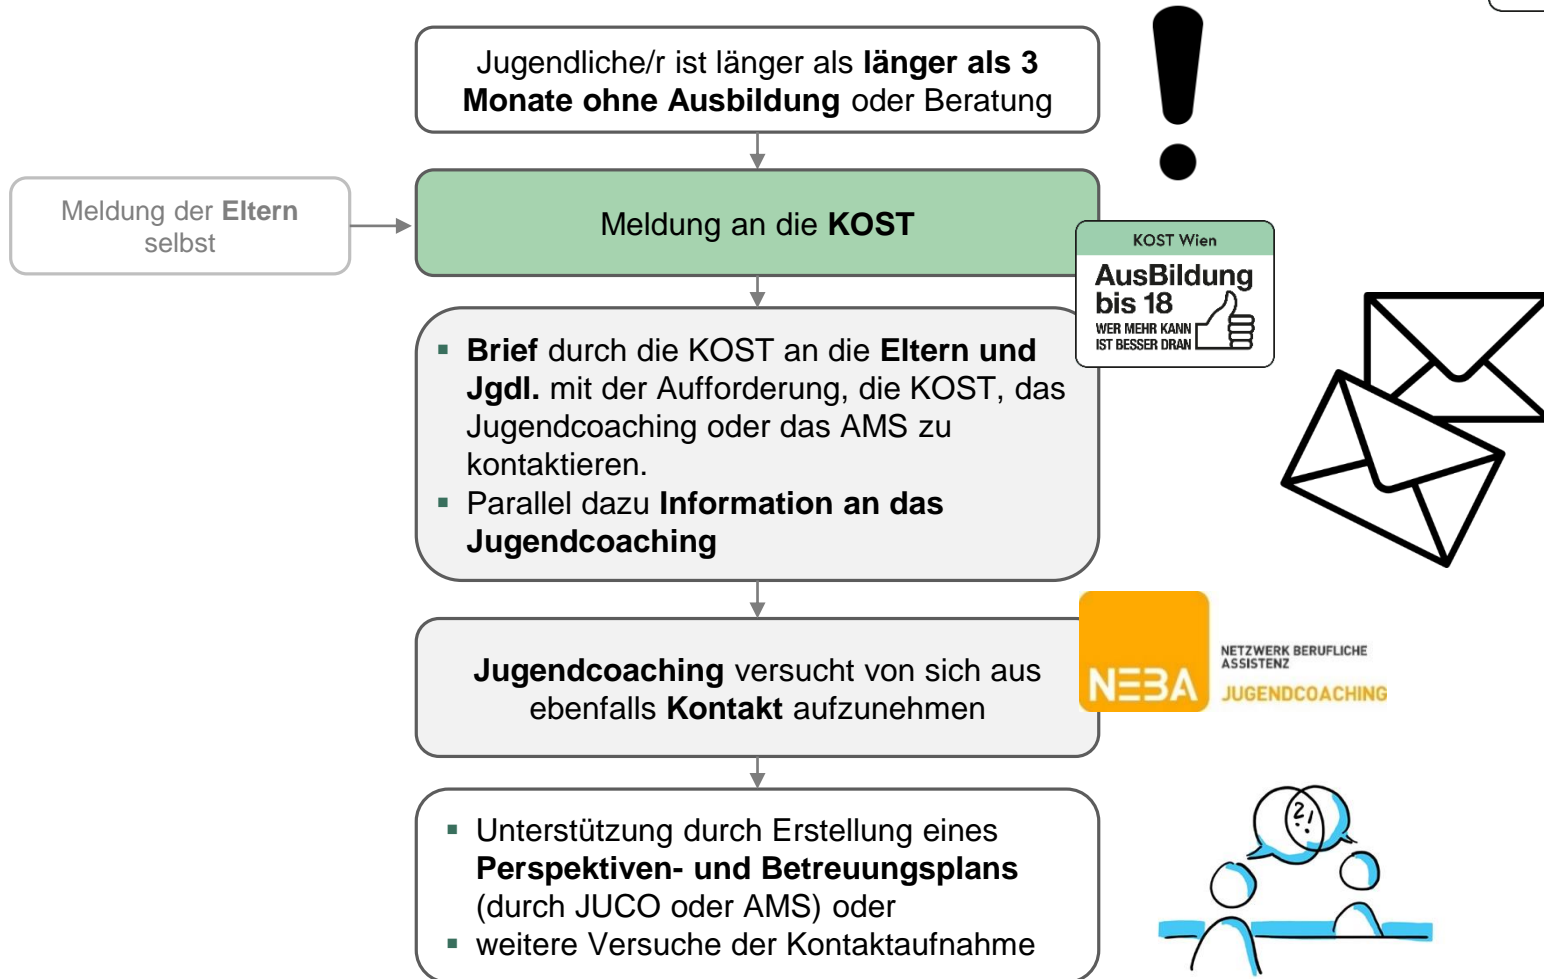 Jugendliche/r ist länger als länger als 3
Monate ohne Ausbildung oder Beratung
Meldung der Eltern
selbst
Meldung an die KOST
KOST Wien
AusBildung
bis 18
WER MEHR KANN
IST BESSER DRAN
▪ Brief durch die KOST an die Eltern und
Jgdl. mit der Aufforderung, die KOST, das
Jugendcoaching oder das AMS zu
kontaktieren.
▪ Parallel dazu Information an das
Jugendcoaching
Jugendcoaching versucht von sich aus
ebenfalls Kontakt aufzunehmen
NEBA
NETZWERK BERUFLICHE
ASSISTENZ
JUGENDCOACHING
▪ Unterstützung durch Erstellung eines
Perspektiven- und Betreuungsplans
(durch JUCO oder AMS) oder
▪ weitere Versuche der Kontaktaufnahme
?!